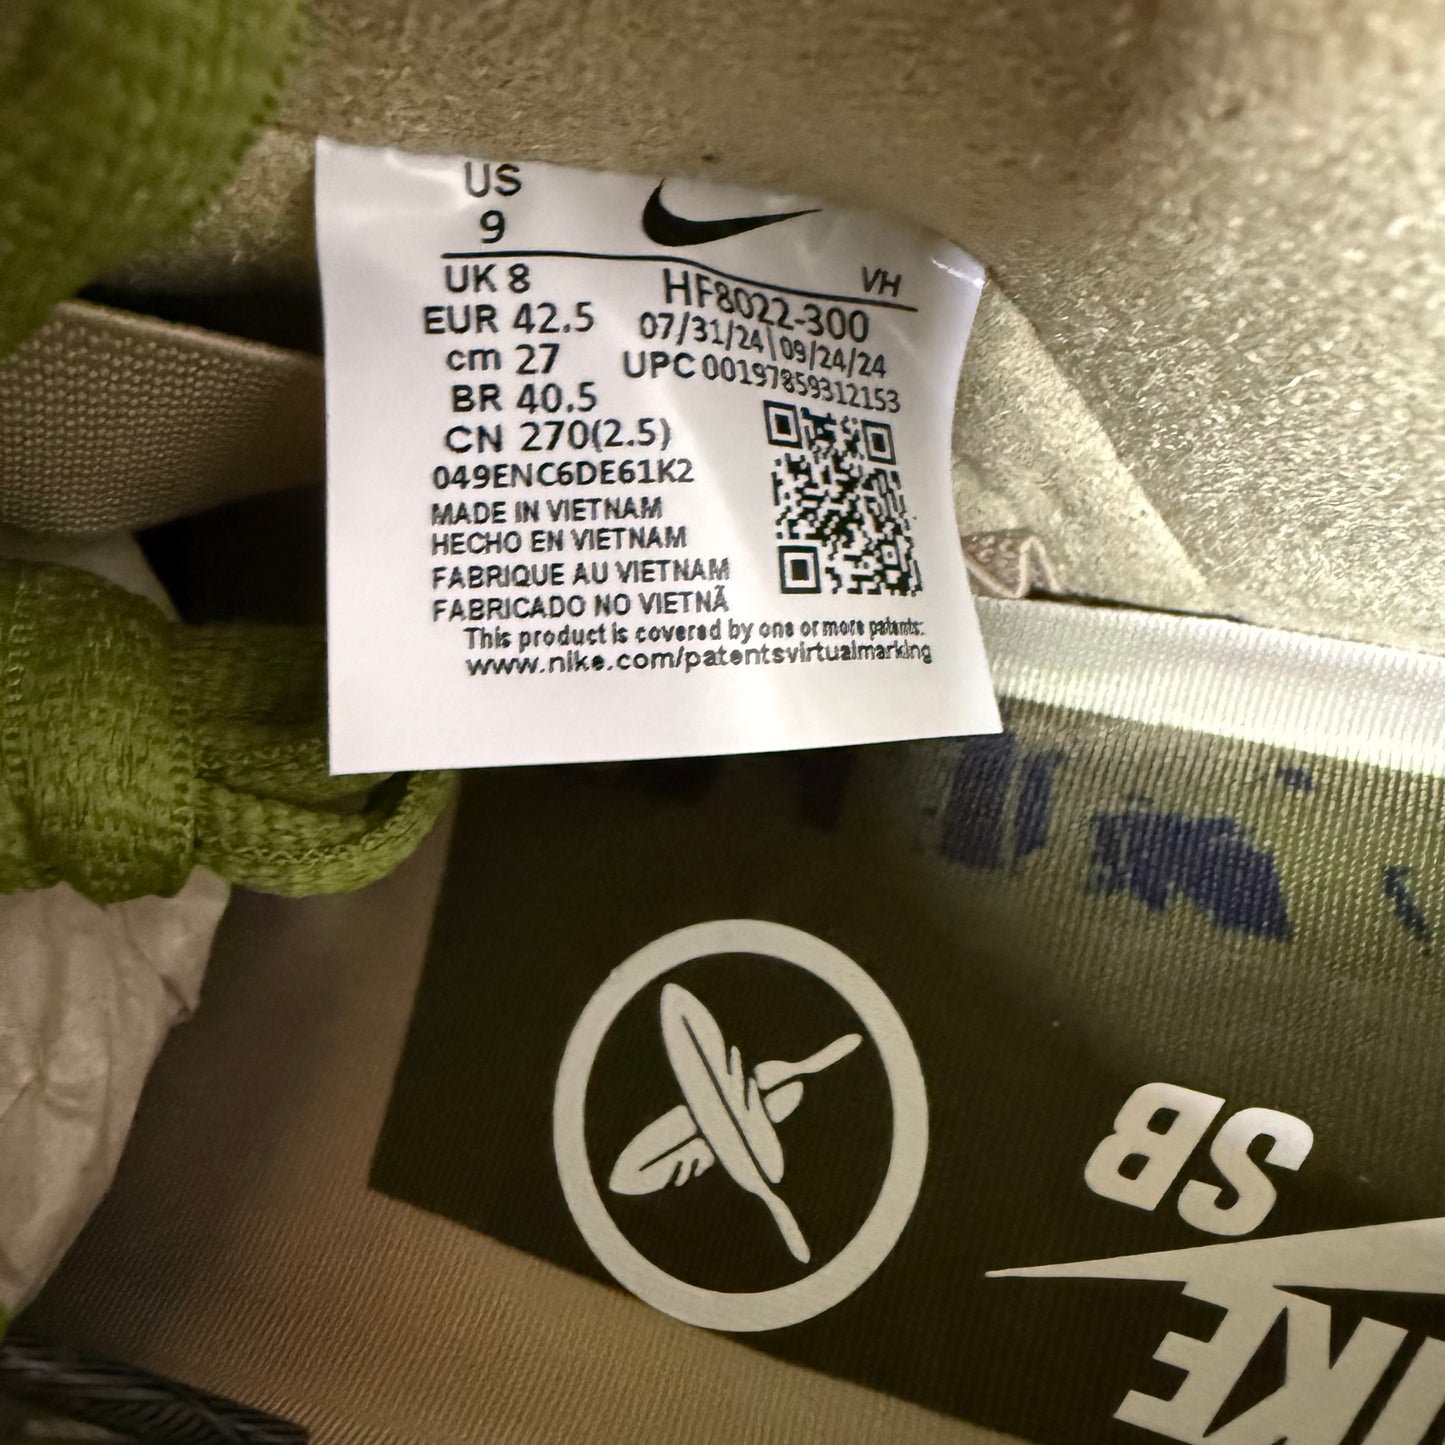 US
9
UK 8
EUR 42.5
cm 27
BR 40.5
CN 270(2.5)
VH
HF8022-300
07/31/24|09/24/24
UPC 00197859312153
049ENC6DE61K2
MADE IN VIETNAM
HECHO EN VIETNAM
FABRIQUE AU VIETNAM
FABRICADO NO VIETNÃ
This product is covered by one or more patents:
www.nike.com/patentsvirtualmarking
NIKE
SB